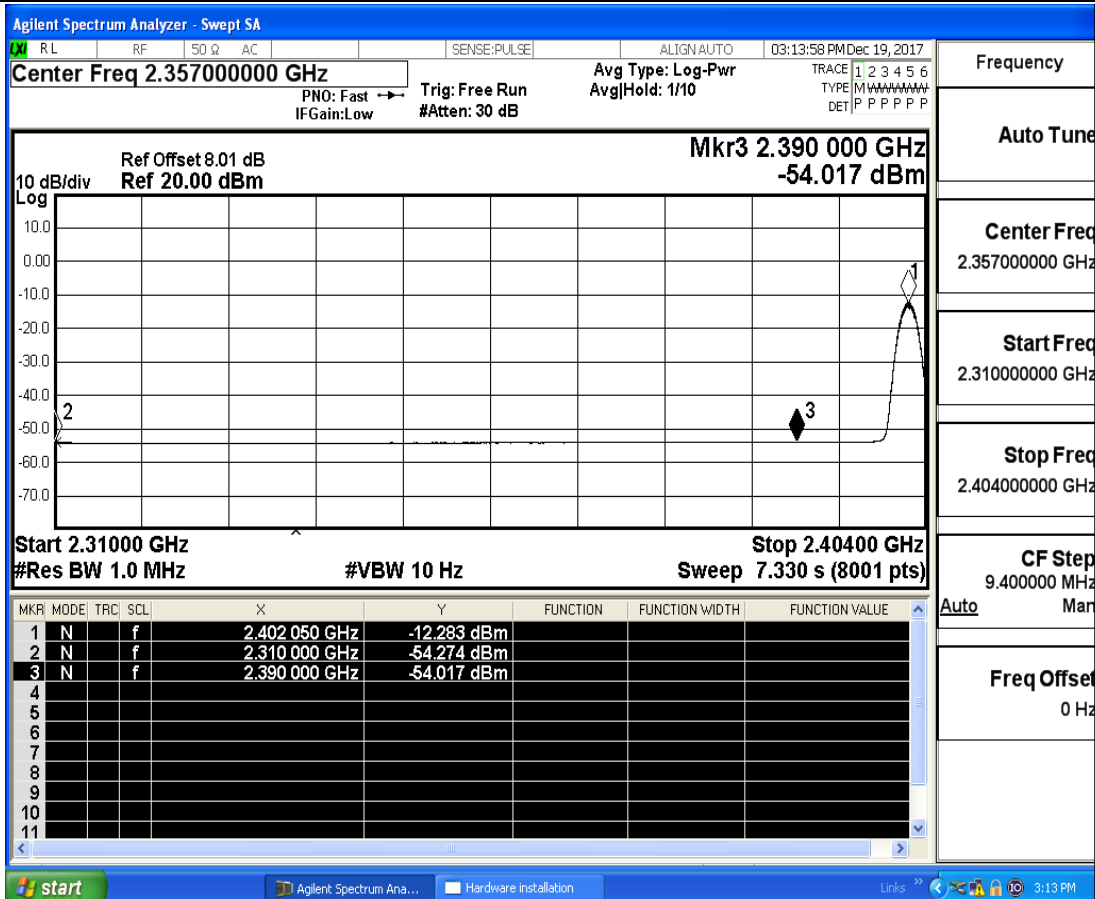 Agilent Spectrum Analyzer - Swept SA
LXI RL RF 50 Ω AC SENSE:PULSE ALIGN AUTO 03:13:58 PM Dec 19, 2017
Center Freq 2.357000000 GHz
PNO: Fast
IFGain:Low
Trig: Free Run
#Atten: 30 dB
Avg Type: Log-Pwr
Avg|Hold: 1/10
TRACE 1 2 3 4 5 6
TYPE M WWWWW
DET P P P P P P
Mkr3 2.390 000 GHz
-54.017 dBm
Ref Offset 8.01 dB
10 dB/div Ref 20.00 dBm
Log
10.0
0.00
-10.0
-20.0
-30.0
-40.0
-50.0
-60.0
-70.0
1
2
3
Start 2.31000 GHz Stop 2.40400 GHz
#Res BW 1.0 MHz #VBW 10 Hz Sweep 7.330 s (8001 pts)
MKR MODE TRC SCL X Y FUNCTION FUNCTION WIDTH FUNCTION VALUE
1 N f 2.402 050 GHz -12.283 dBm
2 N f 2.310 000 GHz -54.274 dBm
3 N f 2.390 000 GHz -54.017 dBm
4
5
6
7
8
9
10
11
Frequency
Auto Tune
Center Freq
2.357000000 GHz
Start Freq
2.310000000 GHz
Stop Freq
2.404000000 GHz
CF Step
9.400000 MHz
Auto Man
Freq Offset
0 Hz
start Agilent Spectrum Ana... Hardware installation Links » 3:13 PM